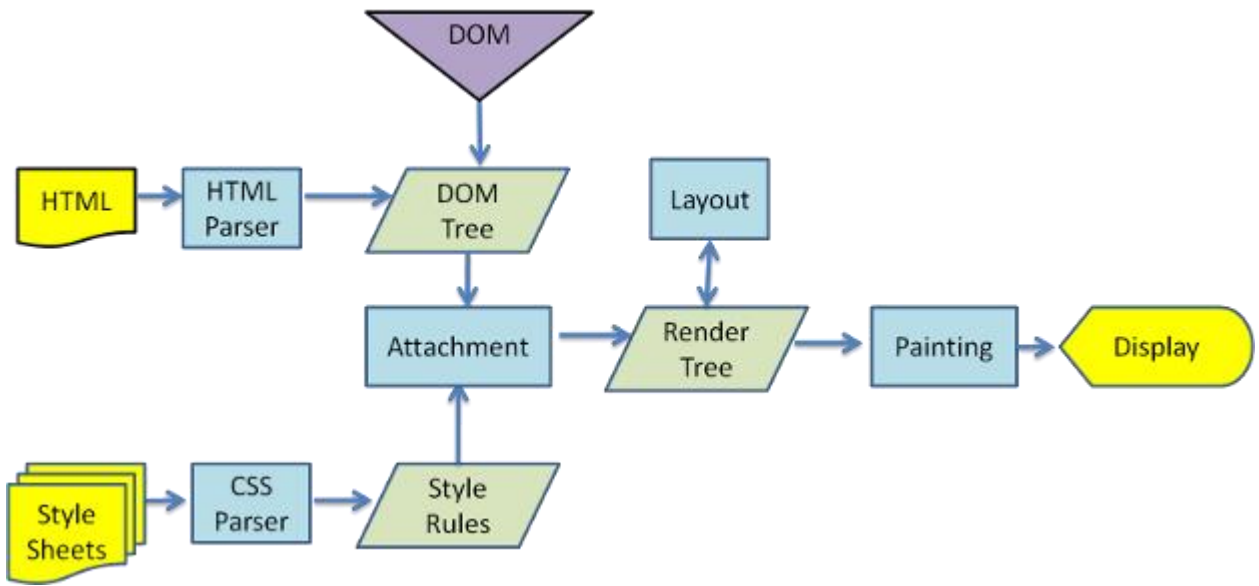 DOM
HTML
HTML
Parser
DOM
Tree
Layout
Attachment
Render
Tree
Painting
Display
Style
Sheets
CSS
Parser
Style
Rules